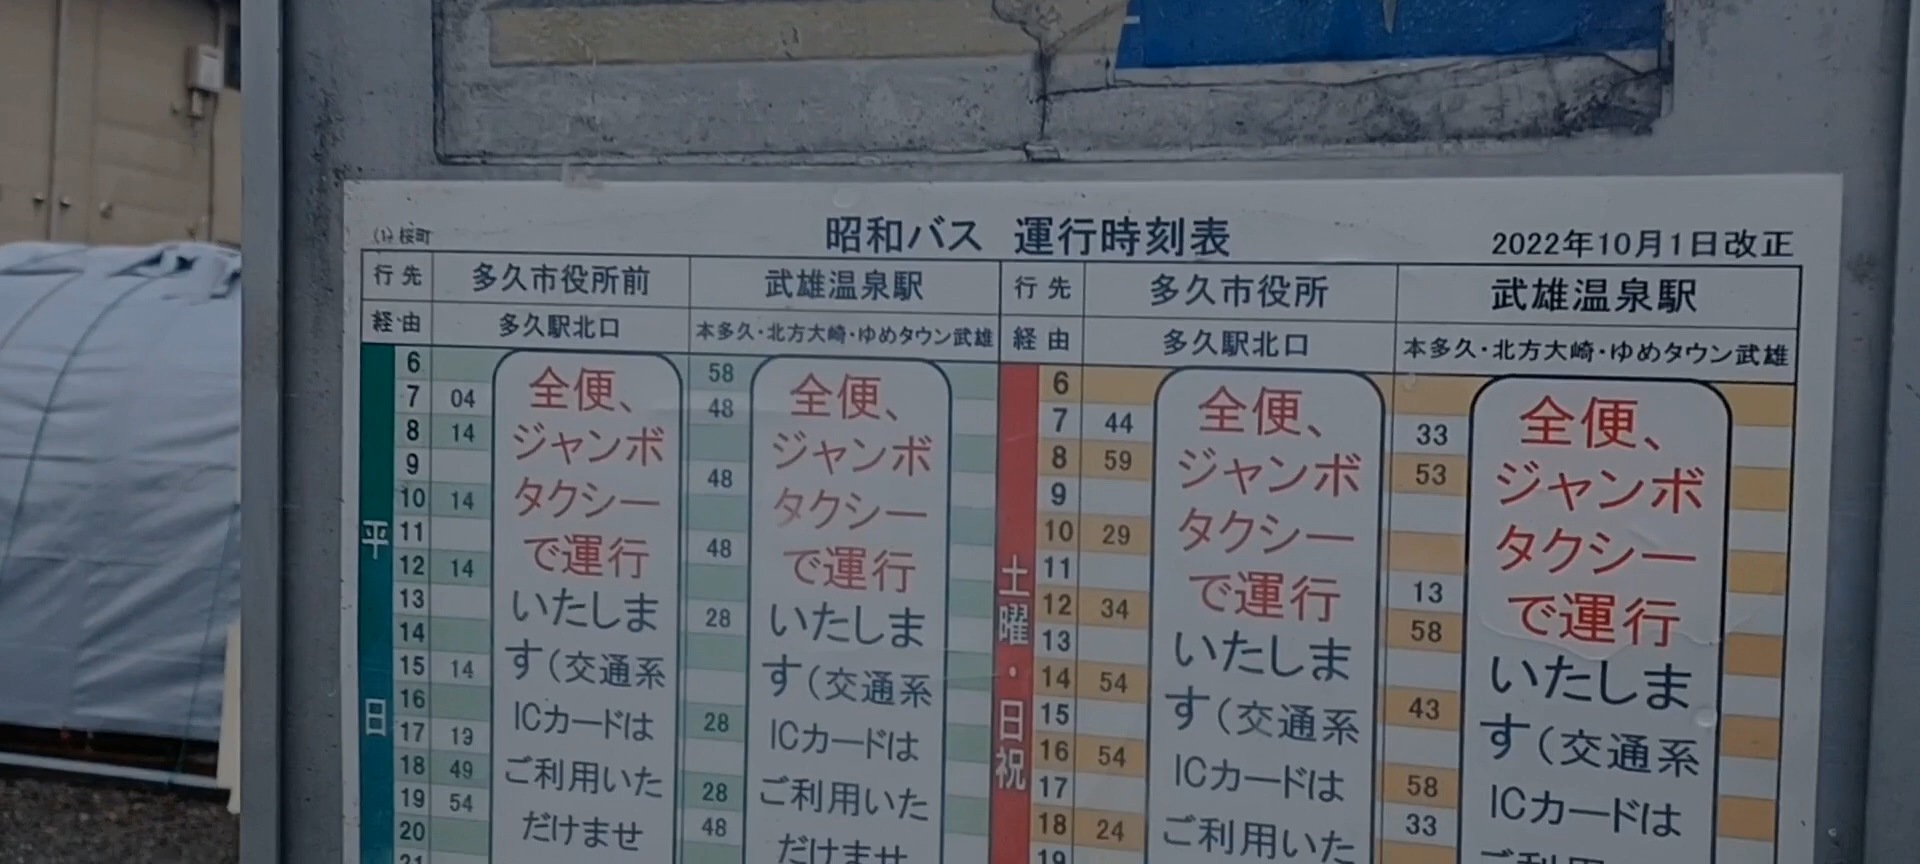 (1) 桜町 昭和バス 運行時刻表 2022年10月1日改正
行先 多久市役所前 武雄温泉駅 行先 多久市役所 武雄温泉駅
経由 多久駅北口 本多久・北方大崎・ゆめタウン武雄 経由 多久駅北口 本多久・北方大崎・ゆめタウン武雄
平日
6 58
7 04 48
8 14
9 48
10 14
11 48
12 14
13 28
14
15 14
16 28
17
18 49 28
19 54 48
20
21
全便、
ジャンボ
タクシー
で運行
いたしま
す(交通系
ICカードは
ご利用いた
だけませ
全便、
ジャンボ
タクシー
で運行
いたしま
す(交通系
ICカードは
ご利用いた
だけませ
土曜・日祝
6
7 44 33
8 59 53
9
10 29
11 13
12 34 58
13
14 54 43
15
16 54 58
17 33
18 24
19
全便、
ジャンボ
タクシー
で運行
いたしま
す(交通系
ICカードは
ご利用いた
全便、
ジャンボ
タクシー
で運行
いたしま
す(交通系
ICカードは
ご利用